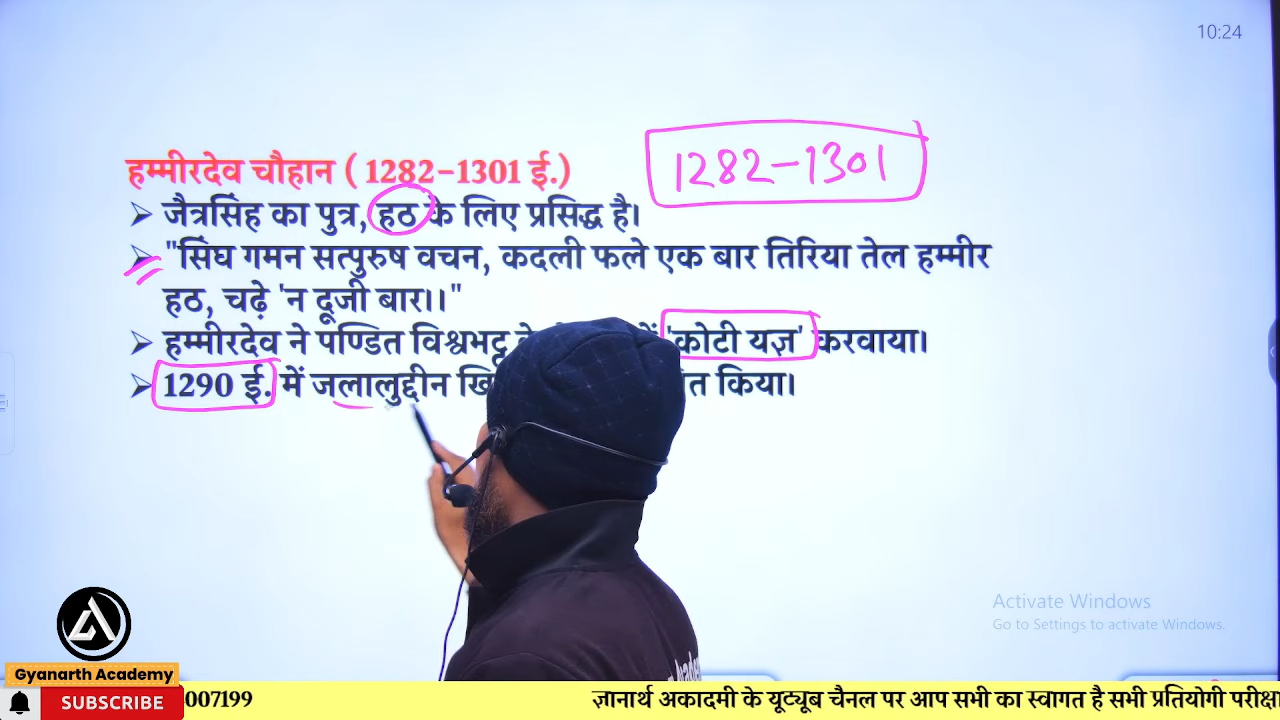 10:24
हम्मीरदेव चौहान ( 1282-1301 ई.)
1282-1301
जैत्रसिंह का पुत्र, हठ के लिए प्रसिद्ध है।
"सिंघ गमन सत्पुरुष वचन, कदली फले एक बार तिरिया तेल हम्मीर
हठ, चढ़े 'न दूजी बार।।"
हम्मीरदेव ने पण्डित विश्वभट्ट में 'कोटी यज्ञ' करवाया।
1290 ई. में जलालुद्दीन खि त किया।
Activate Windows
Go to Settings to activate Windows.
Gyanarth Academy
SUBSCRIBE
007199
ज्ञानार्थ अकादमी के यूट्यूब चैनल पर आप सभी का स्वागत है सभी प्रतियोगी परीक्षा